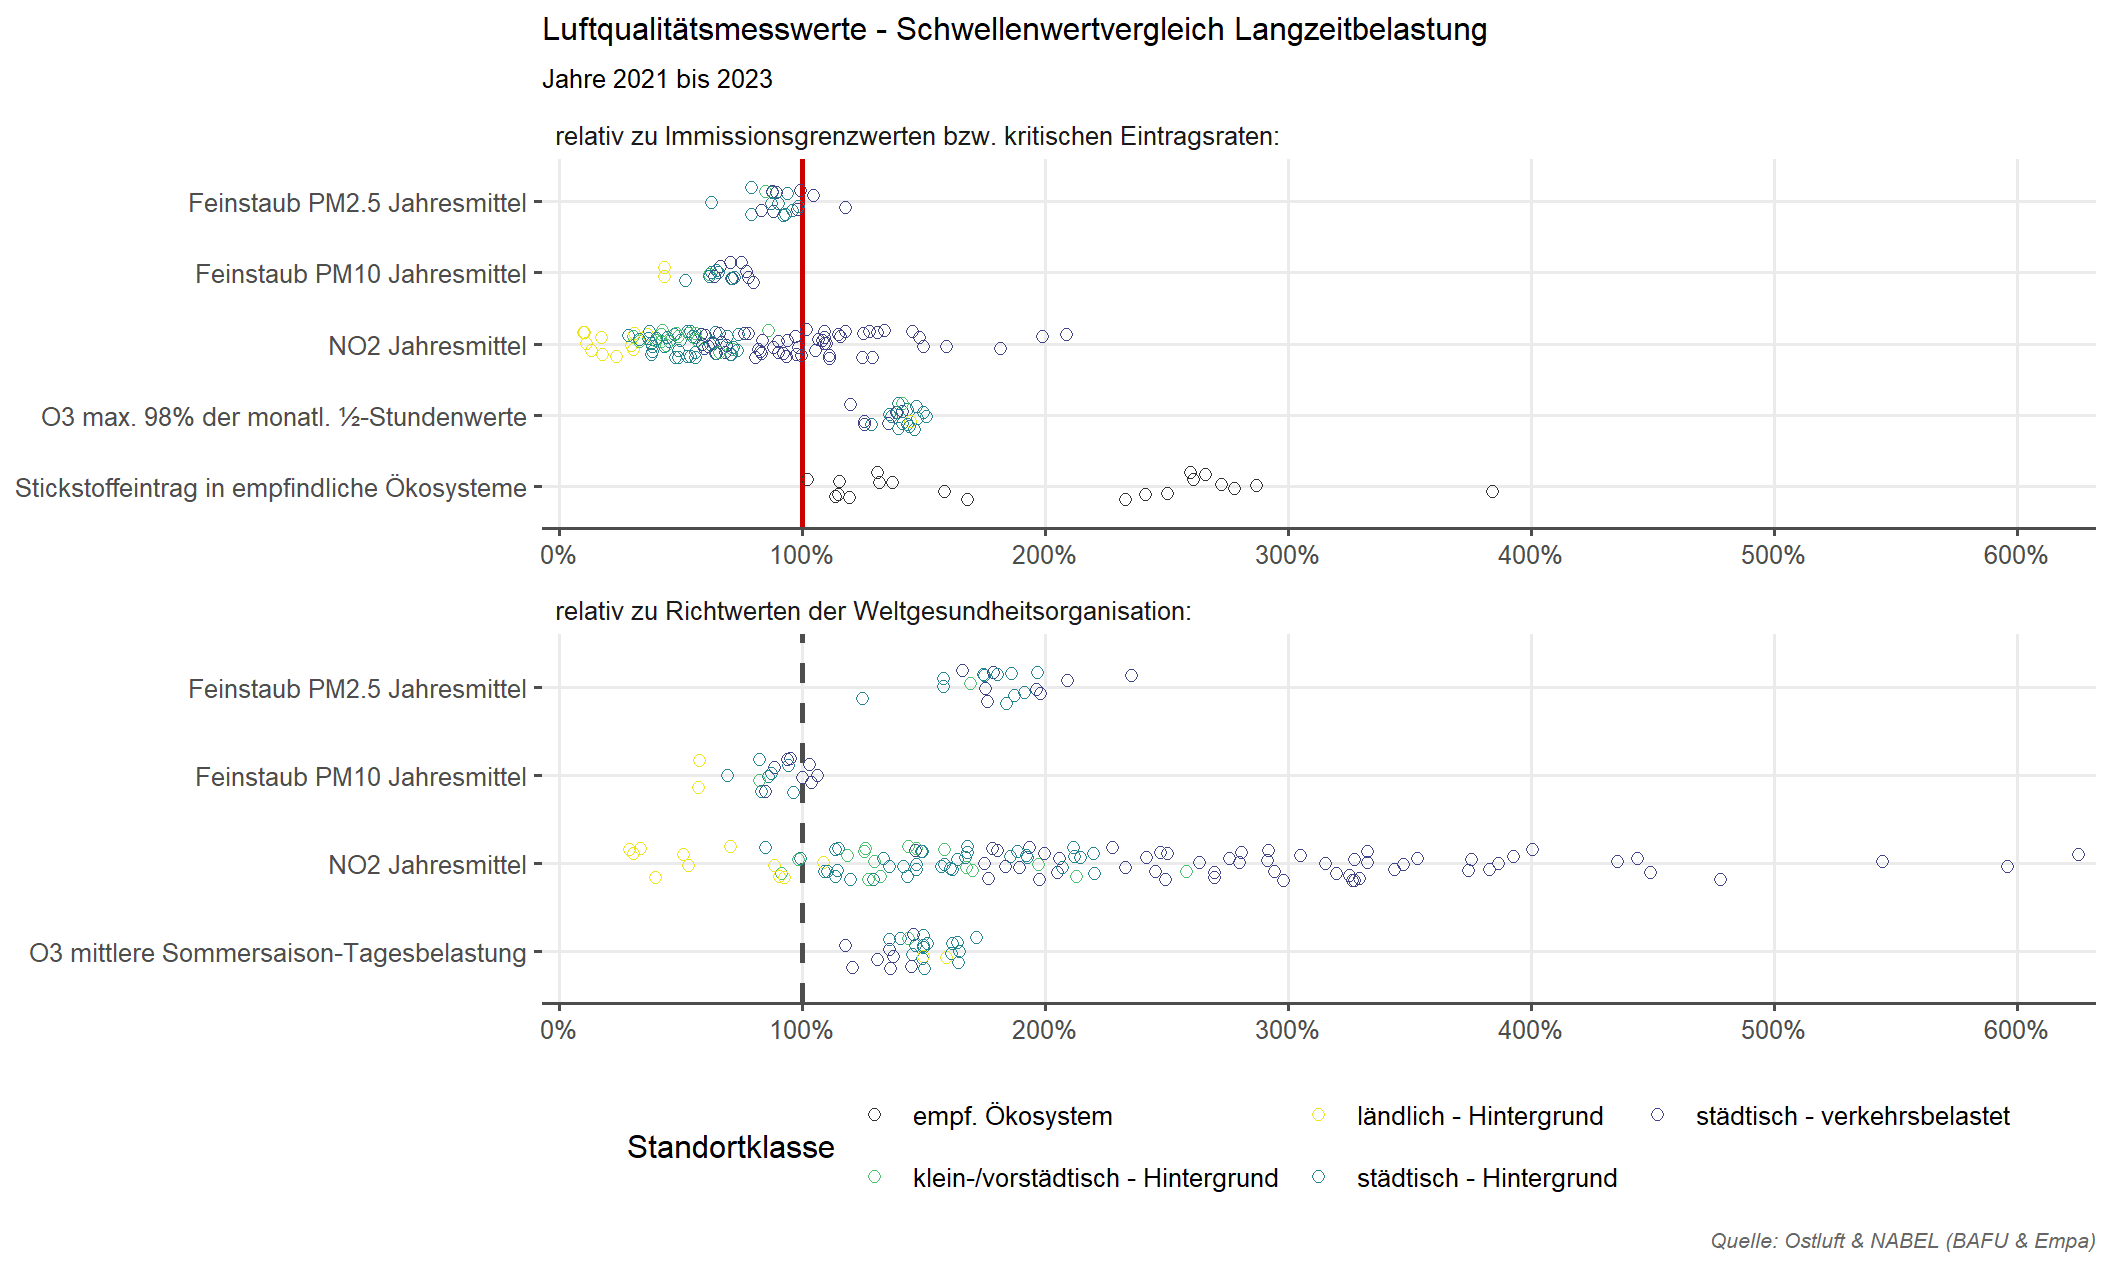 Luftqualitätsmesswerte - Schwellenwertvergleich Langzeitbelastung
Jahre 2021 bis 2023
relativ zu Immissionsgrenzwerten bzw. kritischen Eintragsraten:
Feinstaub PM2.5 Jahresmittel
Feinstaub PM10 Jahresmittel
NO2 Jahresmittel
O3 max. 98% der monatl. ½-Stundenwerte
Stickstoffeintrag in empfindliche Ökosysteme
0% 100% 200% 300% 400% 500% 600%
relativ zu Richtwerten der Weltgesundheitsorganisation:
Feinstaub PM2.5 Jahresmittel
Feinstaub PM10 Jahresmittel
NO2 Jahresmittel
O3 mittlere Sommersaison-Tagesbelastung
0% 100% 200% 300% 400% 500% 600%
Standortklasse
empf. Ökosystem
klein-/vorstädtisch - Hintergrund
ländlich - Hintergrund
städtisch - Hintergrund
städtisch - verkehrsbelastet
Quelle: Ostluft & NABEL (BAFU & Empa)